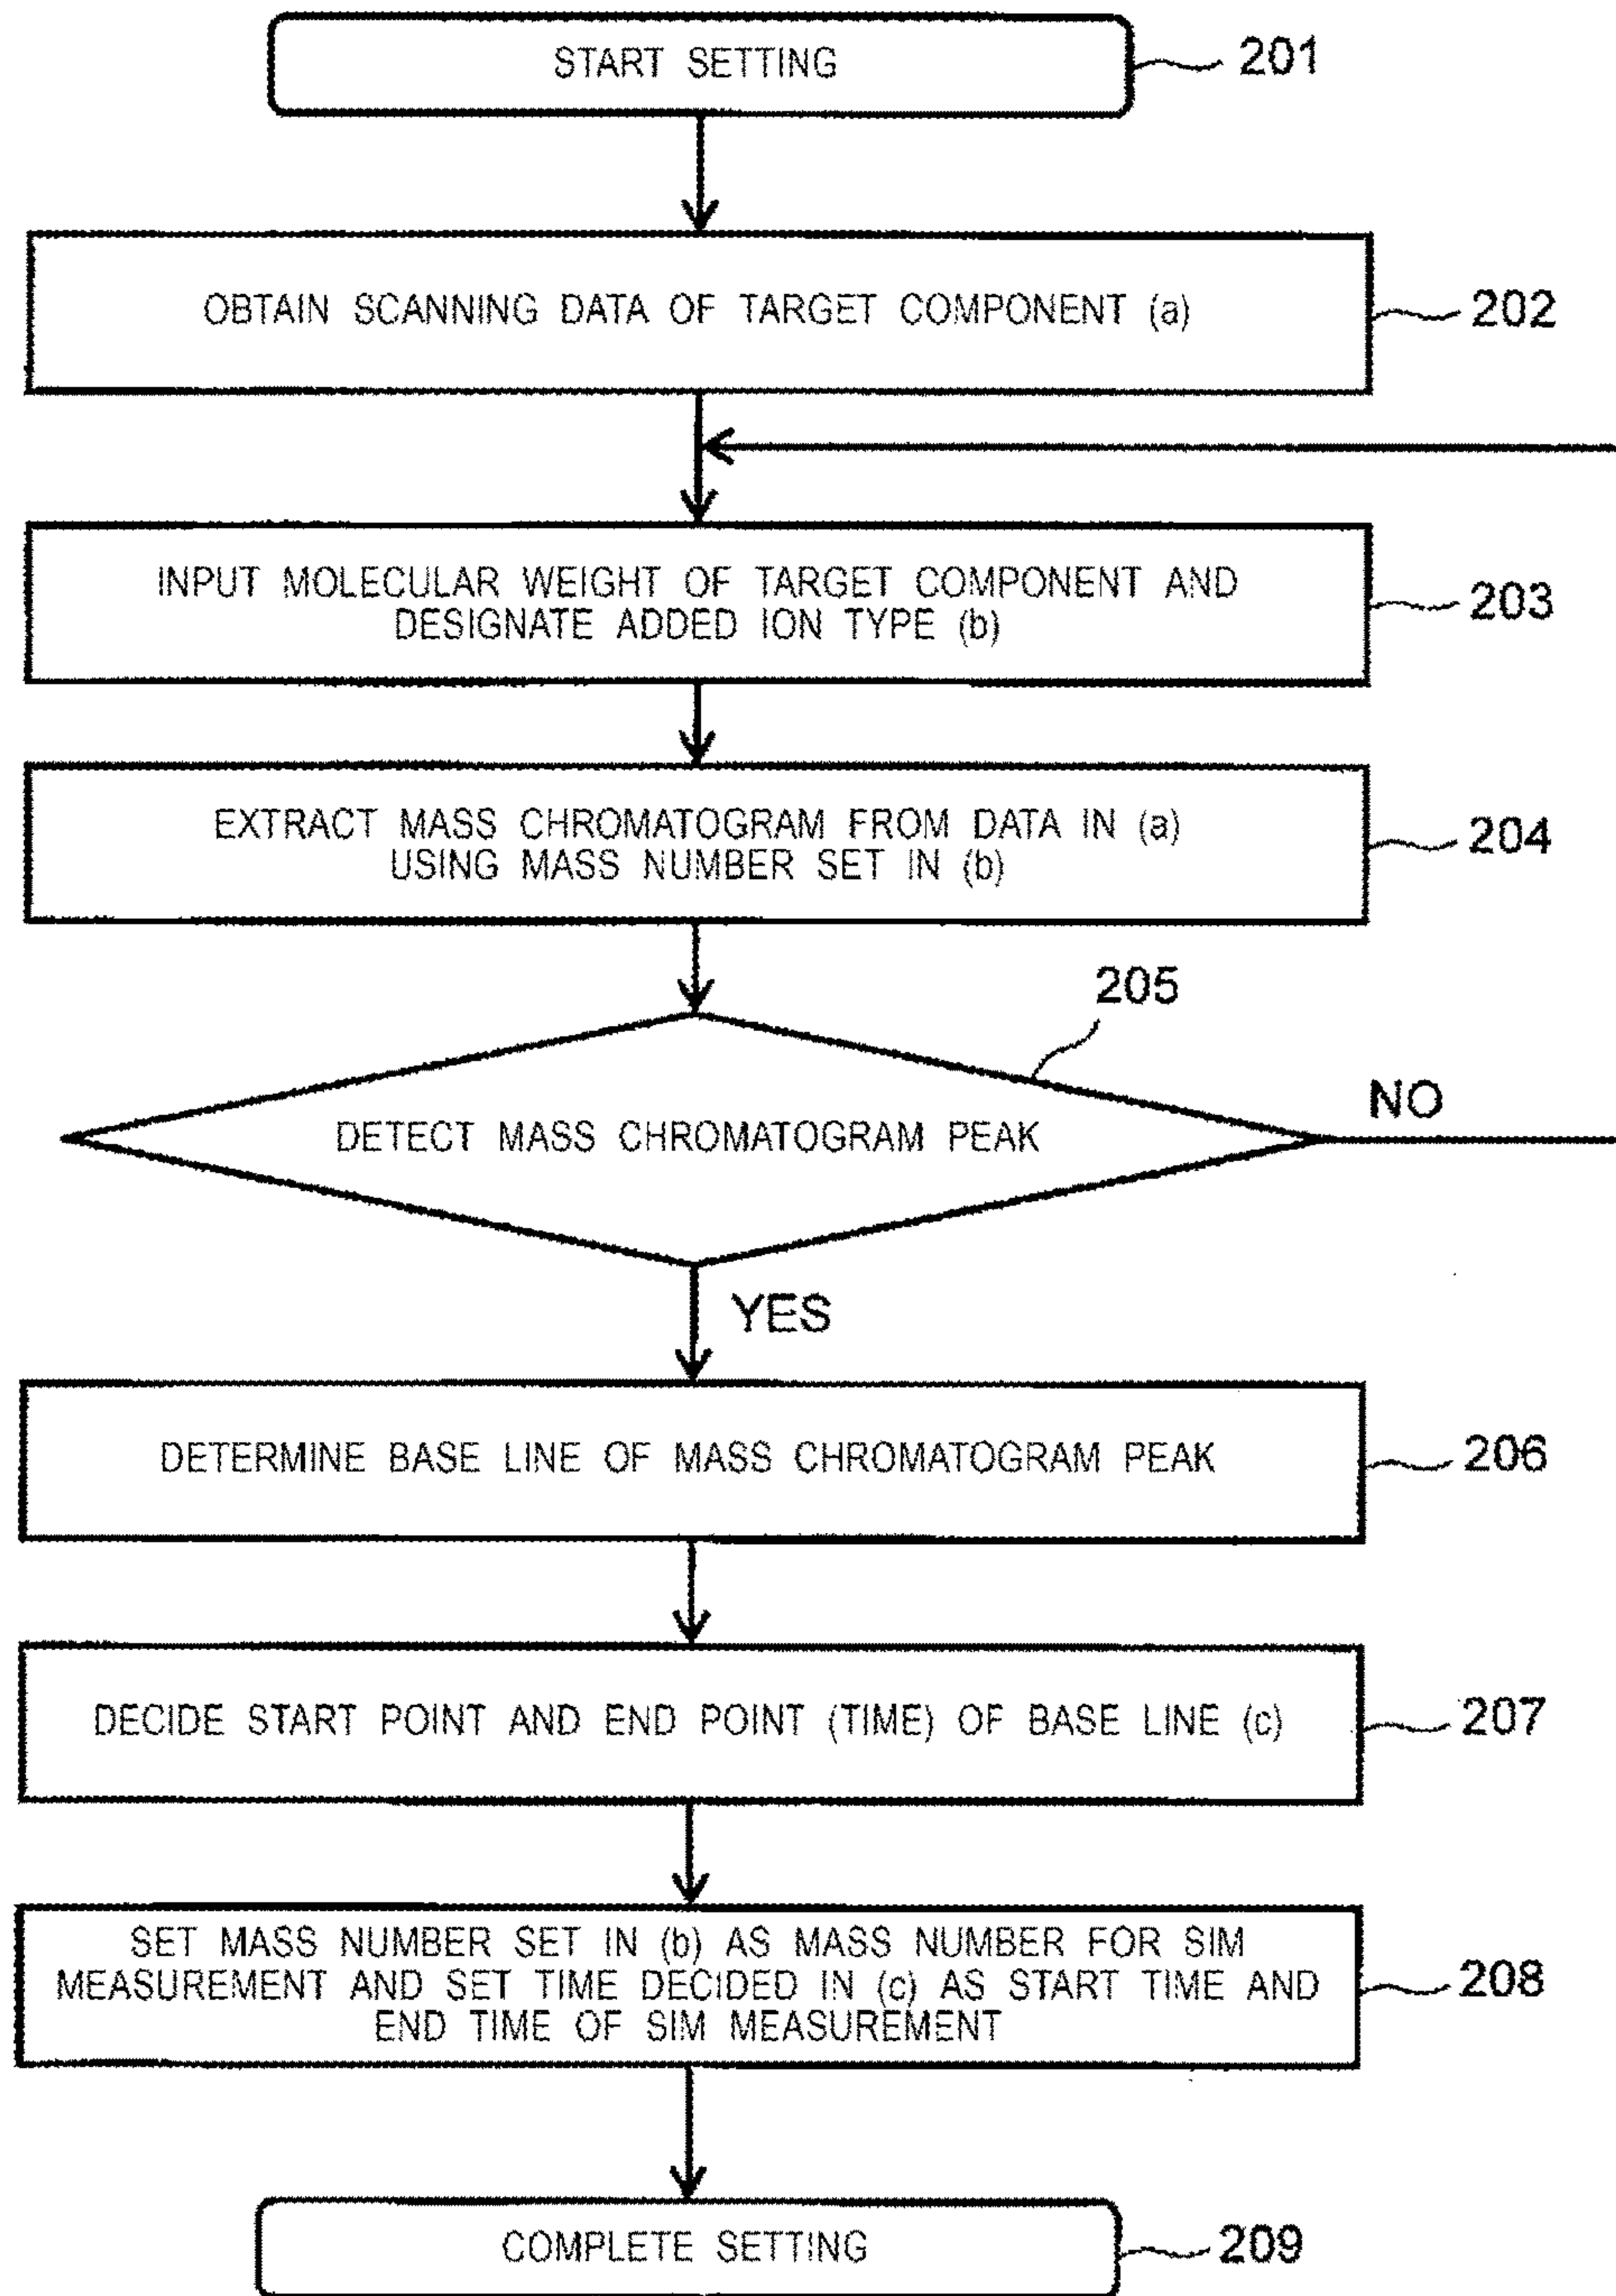 START SETTING
201
OBTAIN SCANNING DATA OF TARGET COMPONENT (a)
202
INPUT MOLECULAR WEIGHT OF TARGET COMPONENT AND
DESIGNATE ADDED ION TYPE (b)
203
EXTRACT MASS CHROMATOGRAM FROM DATA IN (a)
USING MASS NUMBER SET IN (b)
204
205
DETECT MASS CHROMATOGRAM PEAK
NO
YES
DETERMINE BASE LINE OF MASS CHROMATOGRAM PEAK
206
DECIDE START POINT AND END POINT (TIME) OF BASE LINE (c)
207
SET MASS NUMBER SET IN (b) AS MASS NUMBER FOR SIM
MEASUREMENT AND SET TIME DECIDED IN (c) AS START TIME AND
END TIME OF SIM MEASUREMENT
208
COMPLETE SETTING
209